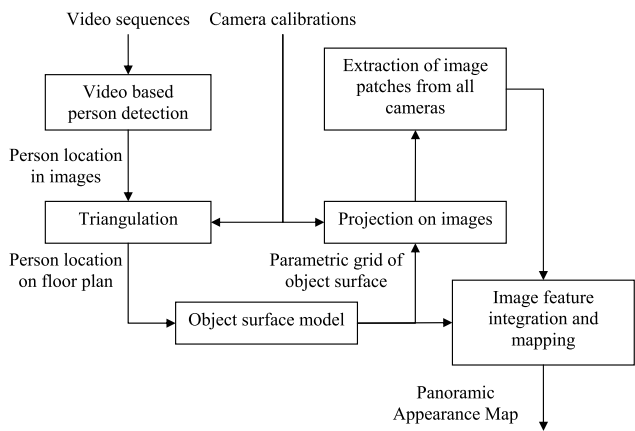 Video sequences
Camera calibrations
Video based
person detection
Extraction of image
patches from all
cameras
Person location
in images
Triangulation
Projection on images
Person location
on floor plan
Parametric grid of
object surface
Object surface model
Image feature
integration and
mapping
Panoramic
Appearance Map